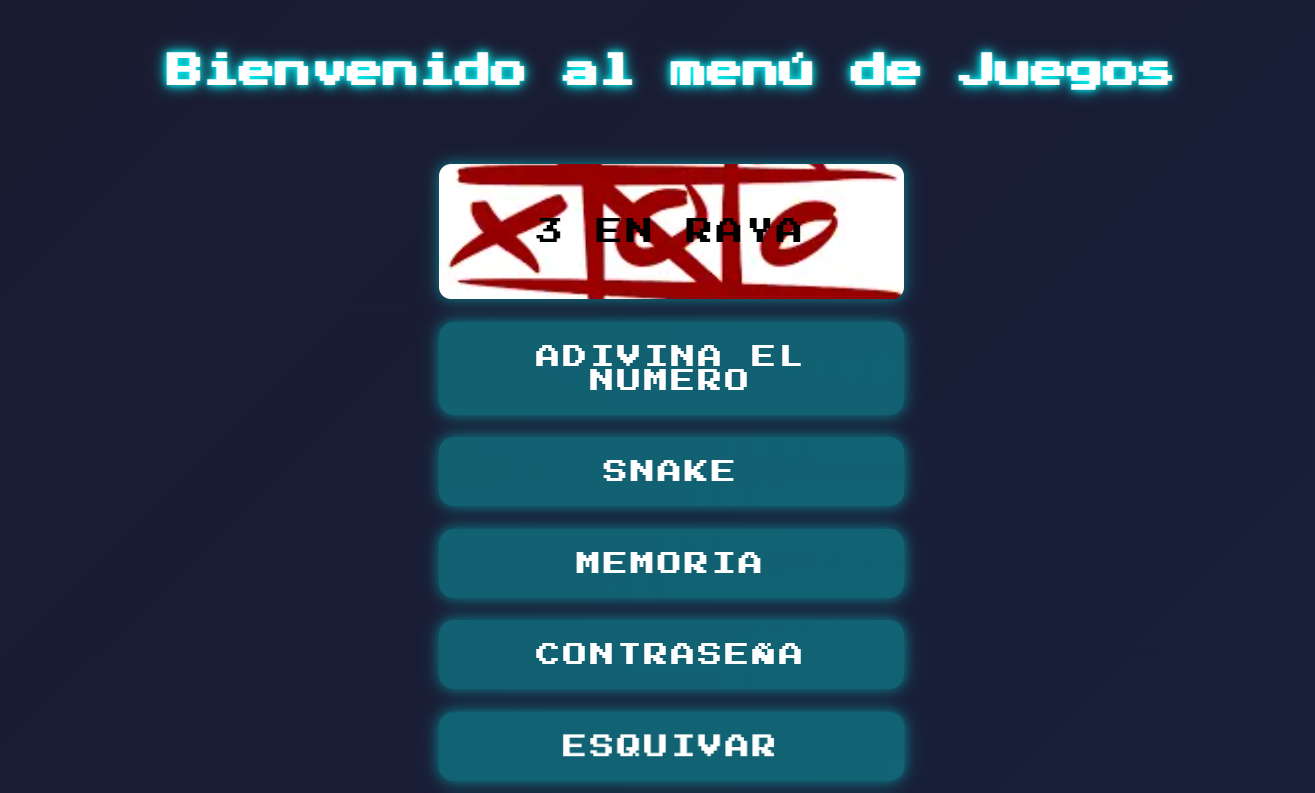 Bienvenido al menú de Juegos
3 EN RAYA
ADIVINA EL
NUMERO
SNAKE
MEMORIA
CONTRASEÑA
ESQUIVAR